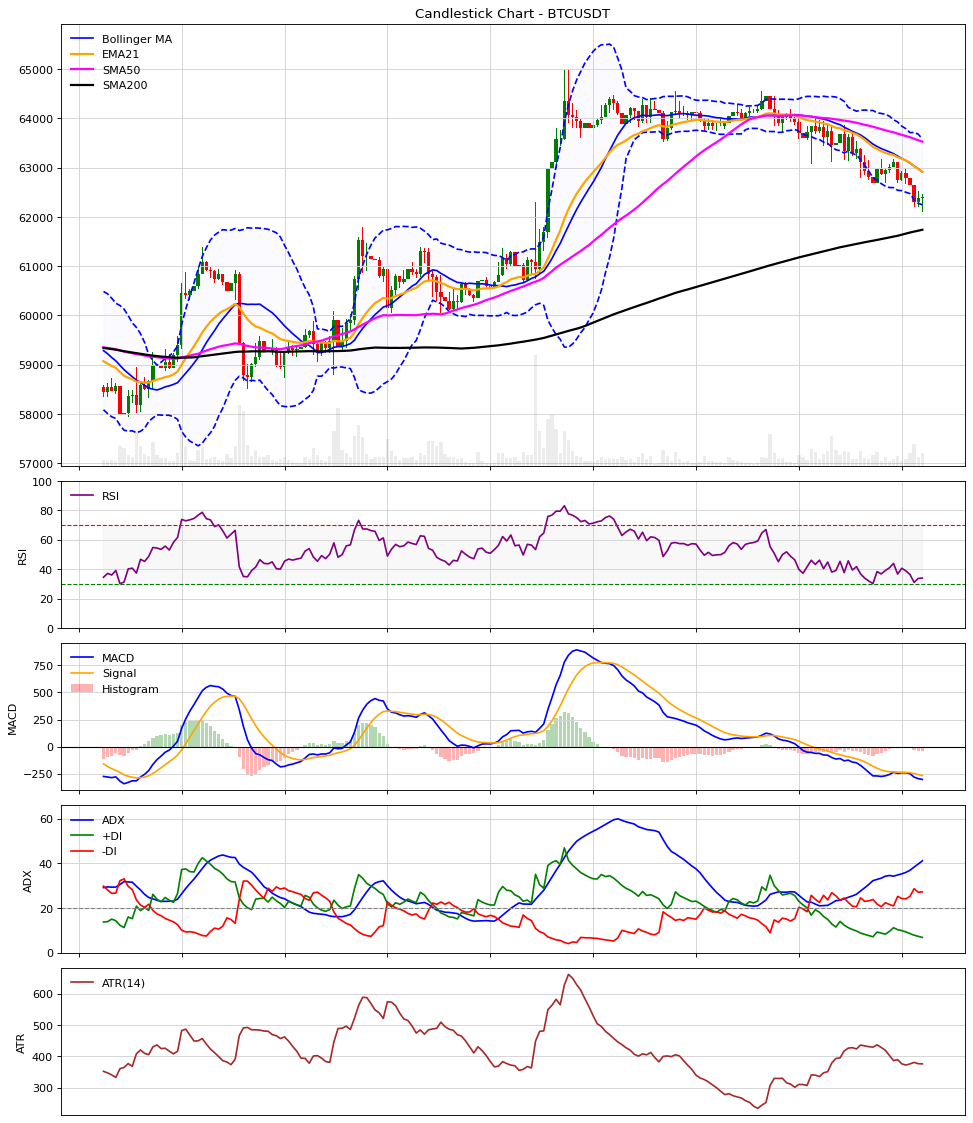 Candlestick Chart - BTCUSDT
Bollinger MA
EMA21
SMA50
SMA200
65000
64000
63000
62000
61000
60000
59000
58000
57000
RSI
100
80
60
40
20
0
RSI
MACD
Signal
Histogram
750
500
250
0
−250
MACD
ADX
+DI
-DI
60
40
20
0
ADX
ATR(14)
600
500
400
300
ATR